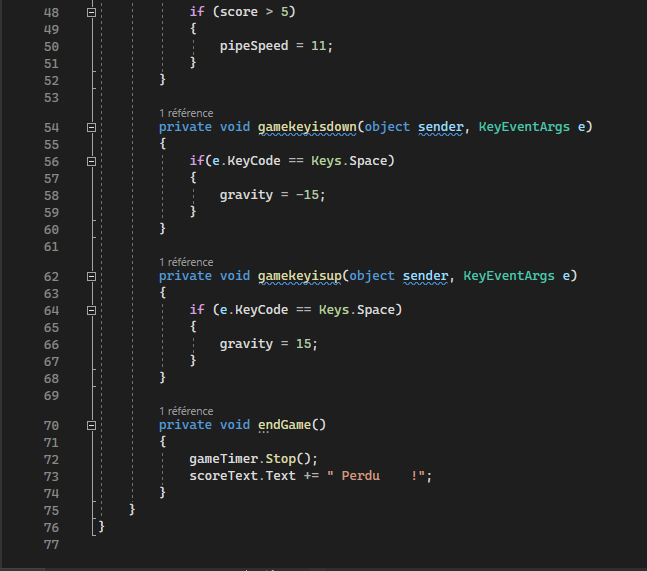 48 if (score > 5)
49 {
50 pipeSpeed = 11;
51 }
52 }
53
1 référence
54 private void gamekeyisdown(object sender, KeyEventArgs e)
55 {
56 if(e.KeyCode == Keys.Space)
57 {
58 gravity = -15;
59 }
60 }
61
1 référence
62 private void gamekeyisup(object sender, KeyEventArgs e)
63 {
64 if (e.KeyCode == Keys.Space)
65 {
66 gravity = 15;
67 }
68 }
69
1 référence
70 private void endGame()
71 {
72 gameTimer.Stop();
73 scoreText.Text += " Perdu    !";
74 }
75 }
76 }
77